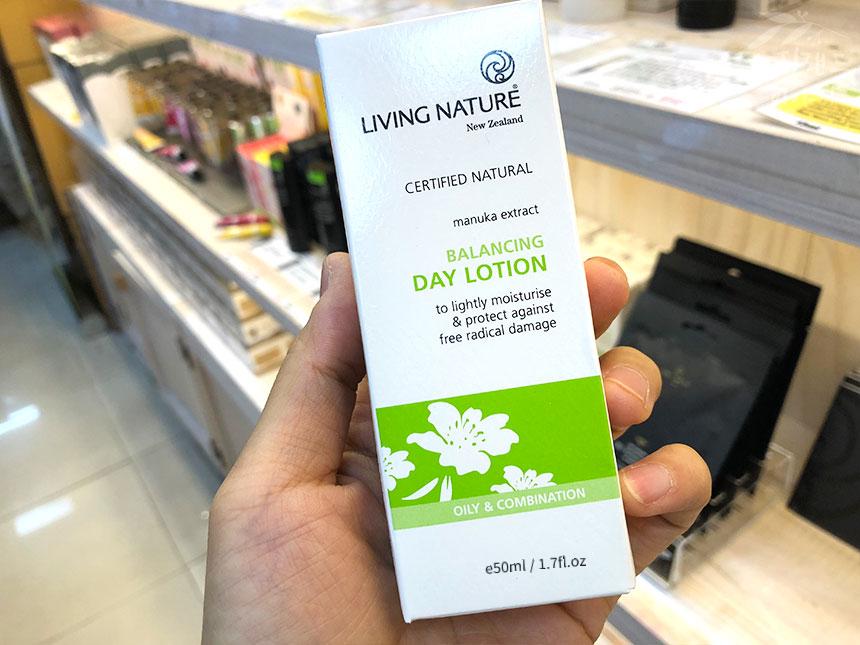 LIVING NATURE®
New Zealand
CERTIFIED NATURAL
manuka extract
BALANCING
DAY LOTION
to lightly moisturise
& protect against
free radical damage
OILY & COMBINATION
e50ml / 1.7fl.oz